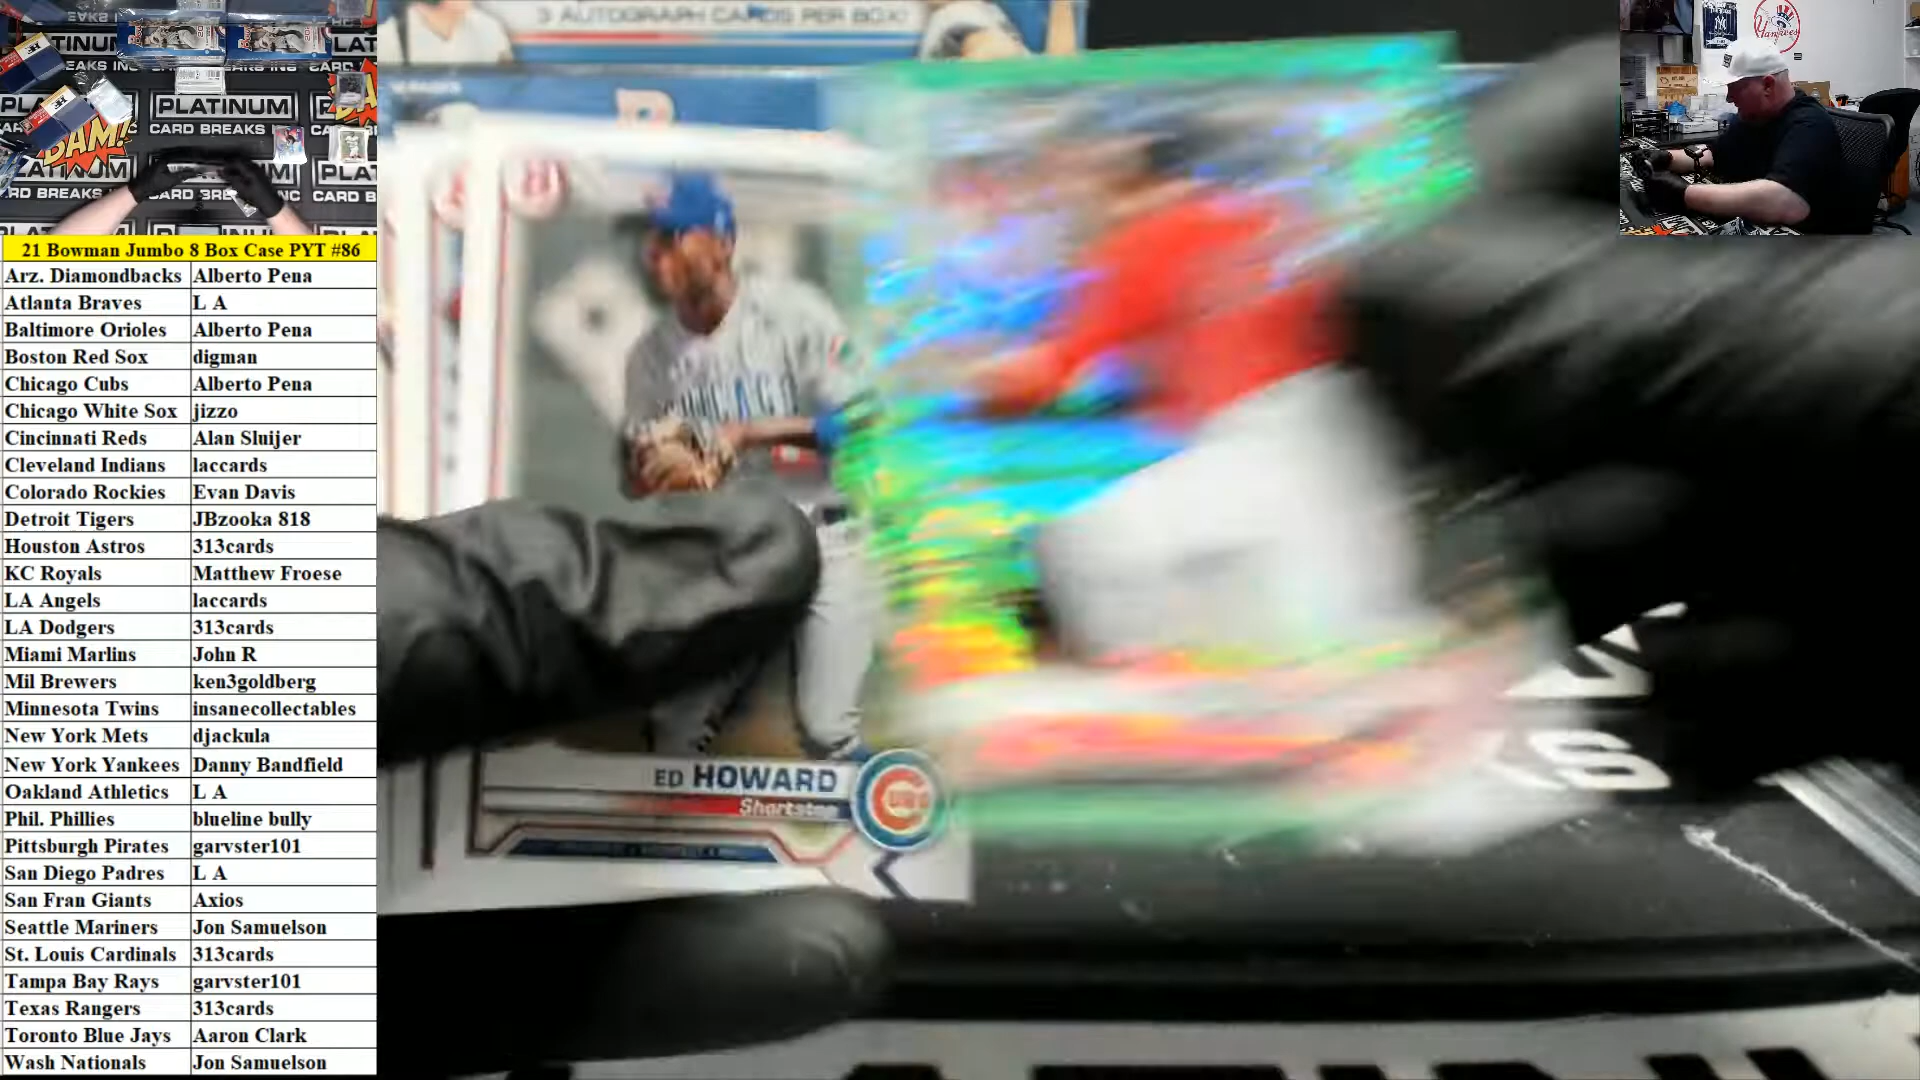 3 AUTOGRAPH CARDS PER BOX!
PLATINUM
CARD BREAKS INC
BAM!
Yankees
21 Bowman Jumbo 8 Box Case PYT #86
Arz. Diamondbacks Alberto Pena
Atlanta Braves L A
Baltimore Orioles Alberto Pena
Boston Red Sox digman
Chicago Cubs Alberto Pena
Chicago White Sox jizzo
Cincinnati Reds Alan Sluijer
Cleveland Indians laccards
Colorado Rockies Evan Davis
Detroit Tigers JBzooka 818
Houston Astros 313cards
KC Royals Matthew Froese
LA Angels laccards
LA Dodgers 313cards
Miami Marlins John R
Mil Brewers ken3goldberg
Minnesota Twins insanecollectables
New York Mets djackula
New York Yankees Danny Bandfield
Oakland Athletics L A
Phil. Phillies blueline bully
Pittsburgh Pirates garvster101
San Diego Padres L A
San Fran Giants Axios
Seattle Mariners Jon Samuelson
St. Louis Cardinals 313cards
Tampa Bay Rays garvster101
Texas Rangers 313cards
Toronto Blue Jays Aaron Clark
Wash Nationals Jon Samuelson
CHICAGO
ED HOWARD
Shortstop
CUBS